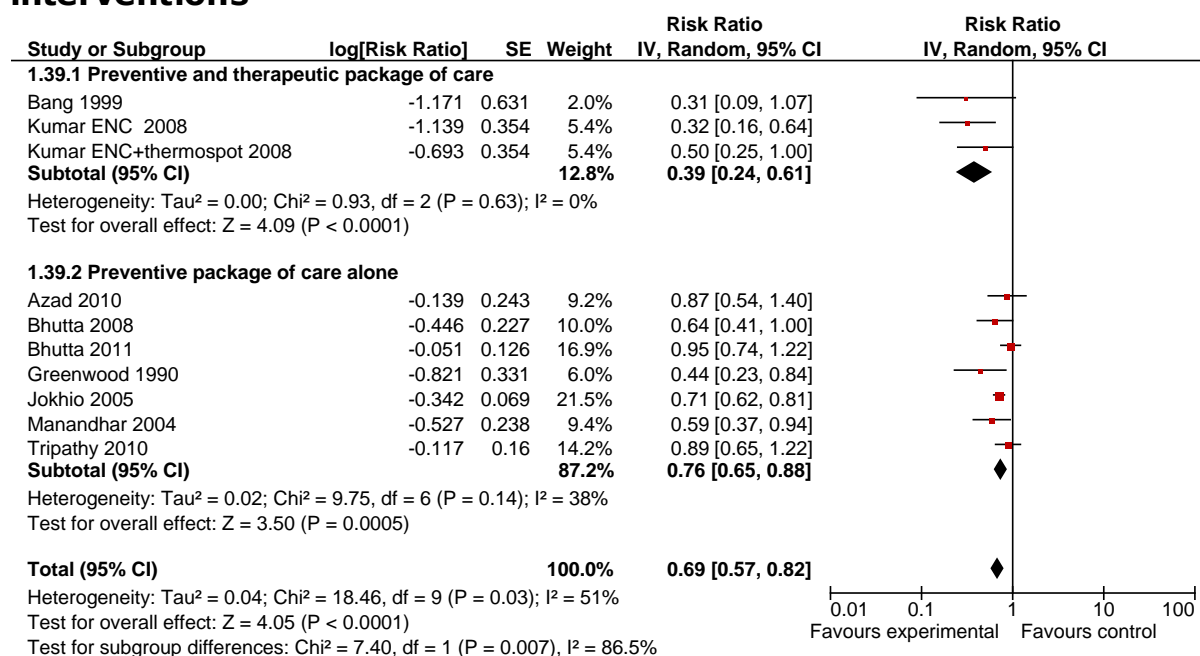 interventions
Risk Ratio Risk Ratio
Study or Subgroup log[Risk Ratio] SE Weight IV, Random, 95% CI IV, Random, 95% CI
1.39.1 Preventive and therapeutic package of care
Bang 1999 -1.171 0.631 2.0% 0.31 [0.09, 1.07]
Kumar ENC 2008 -1.139 0.354 5.4% 0.32 [0.16, 0.64]
Kumar ENC+thermospot 2008 -0.693 0.354 5.4% 0.50 [0.25, 1.00]
Subtotal (95% CI) 12.8% 0.39 [0.24, 0.61]
Heterogeneity: Tau² = 0.00; Chi² = 0.93, df = 2 (P = 0.63); I² = 0%
Test for overall effect: Z = 4.09 (P < 0.0001)
1.39.2 Preventive package of care alone
Azad 2010 -0.139 0.243 9.2% 0.87 [0.54, 1.40]
Bhutta 2008 -0.446 0.227 10.0% 0.64 [0.41, 1.00]
Bhutta 2011 -0.051 0.126 16.9% 0.95 [0.74, 1.22]
Greenwood 1990 -0.821 0.331 6.0% 0.44 [0.23, 0.84]
Jokhio 2005 -0.342 0.069 21.5% 0.71 [0.62, 0.81]
Manandhar 2004 -0.527 0.238 9.4% 0.59 [0.37, 0.94]
Tripathy 2010 -0.117 0.16 14.2% 0.89 [0.65, 1.22]
Subtotal (95% CI) 87.2% 0.76 [0.65, 0.88]
Heterogeneity: Tau² = 0.02; Chi² = 9.75, df = 6 (P = 0.14); I² = 38%
Test for overall effect: Z = 3.50 (P = 0.0005)
Total (95% CI) 100.0% 0.69 [0.57, 0.82]
Heterogeneity: Tau² = 0.04; Chi² = 18.46, df = 9 (P = 0.03); I² = 51%
Test for overall effect: Z = 4.05 (P < 0.0001)
Test for subgroup differences: Chi² = 7.40, df = 1 (P = 0.007), I² = 86.5%
0.01 0.1 1 10 100
Favours experimental Favours control